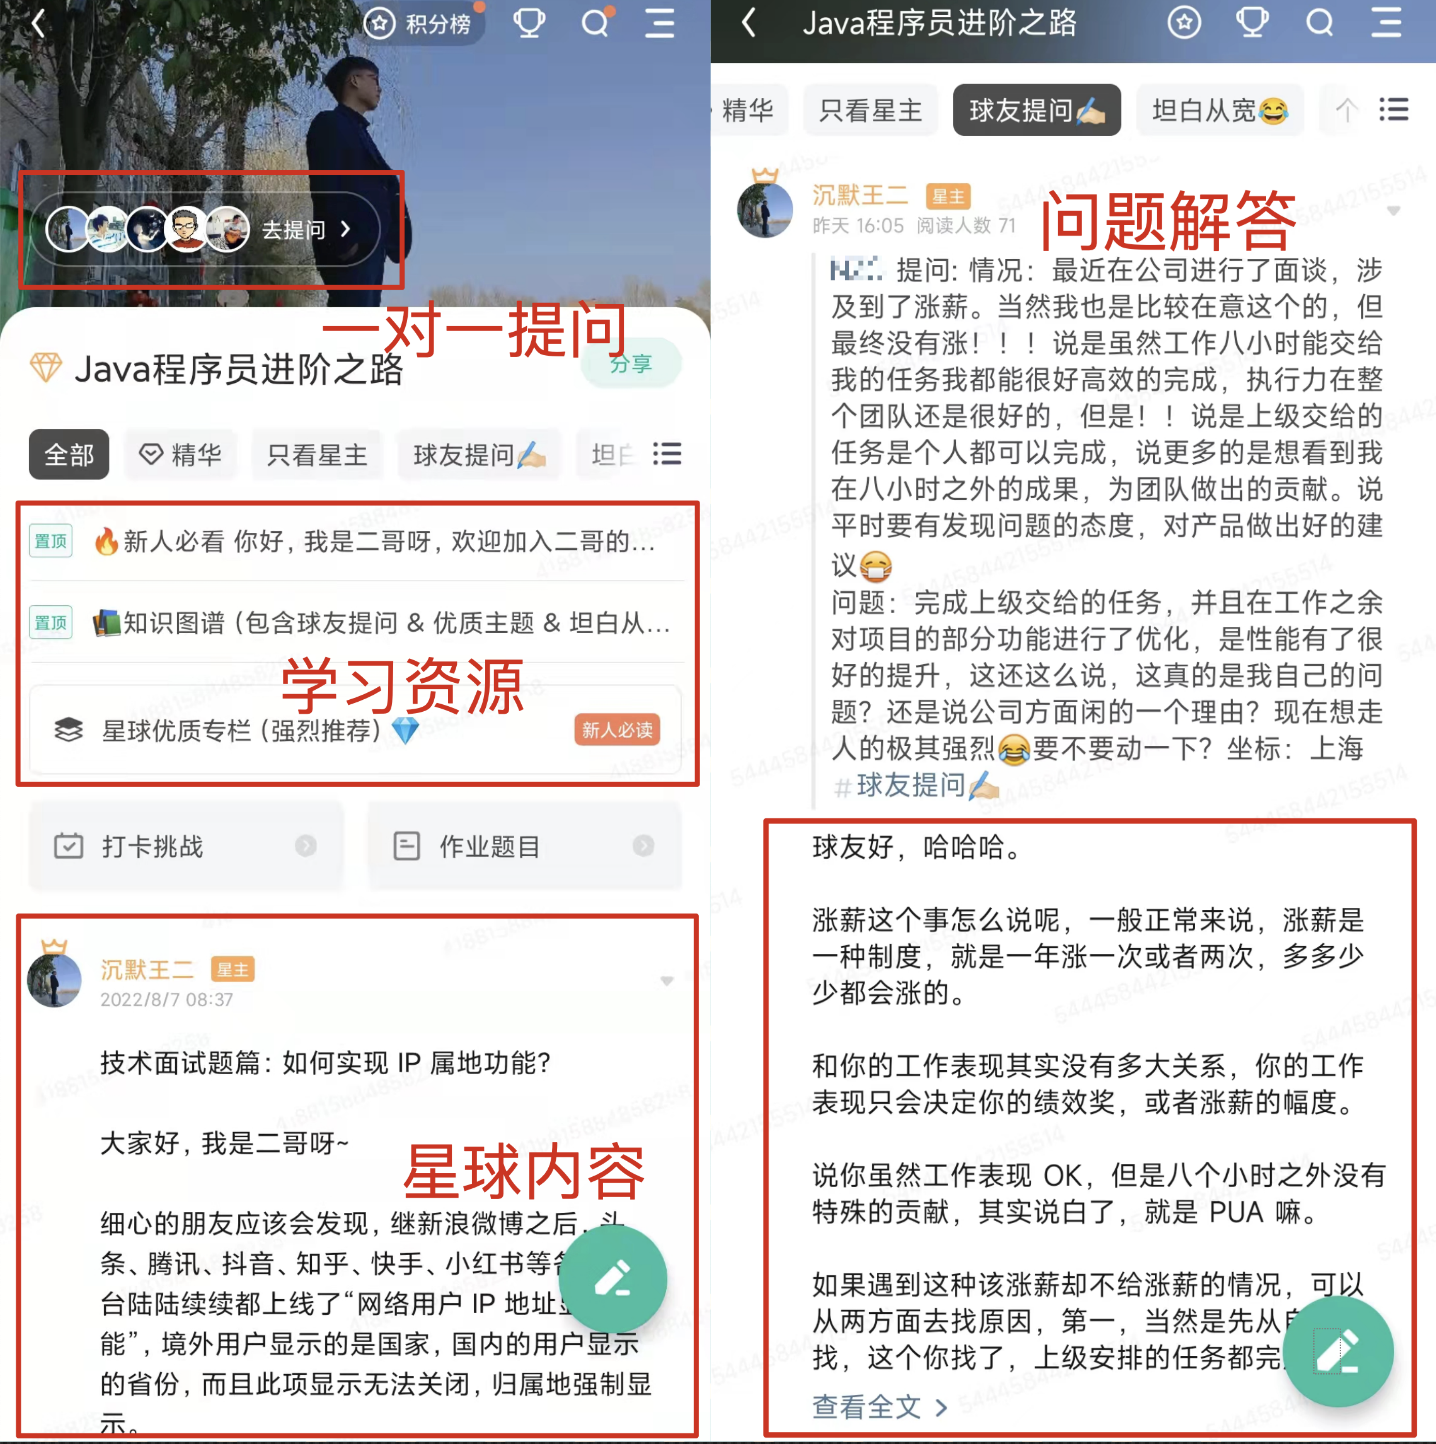 积分榜
去提问
一对一提问
Java程序员进阶之路
分享
全部
精华
只看星主
球友提问✍🏻
坦白
学习资源
置顶
🔥新人必看 你好，我是二哥呀，欢迎加入二哥的...
置顶
📚知识图谱（包含球友提问 & 优质主题 & 坦白从...
星球优质专栏（强烈推荐）💎
新人必读
打卡挑战
作业题目
沉默王二
星主
2022/8/7 08:37
技术面试题篇：如何实现 IP 属地功能？
大家好，我是二哥呀~
星球内容
细心的朋友应该会发现，继新浪微博之后，头
条、腾讯、抖音、知乎、快手、小红书等
台陆陆续续都上线了“网络用户 IP 地址
能”，境外用户显示的是国家，国内的用户显示
的省份，而且此项显示无法关闭，归属地强制显
示。
Java程序员进阶之路
精华
只看星主
球友提问✍🏻
坦白从宽😂
个
沉默王二
星主
昨天 16:05 阅读人数 71
问题解答
提问: 情况：最近在公司进行了面谈，涉
及到了涨薪。当然我也是比较在意这个的，但
最终没有涨！！！说是虽然工作八小时能交给
我的任务我都能很好高效的完成，执行力在整
个团队还是很好的，但是！！说是上级交给的
任务是个人都可以完成，说更多的是想看到我
在八小时之外的成果，为团队做出的贡献。说
平时要有发现问题的态度，对产品做出好的建
议😷
问题：完成上级交给的任务，并且在工作之余
对项目的部分功能进行了优化，是性能有了很
好的提升，这还这么说，这真的是我自己的问
题？还是说公司方面闲的一个理由？现在想走
人的极其强烈😂要不要动一下？坐标：上海
#球友提问✍🏻
球友好，哈哈哈。
涨薪这个事怎么说呢，一般正常来说，涨薪是
一种制度，就是一年涨一次或者两次，多多少
少都会涨的。
和你的工作表现其实没有多大关系，你的工作
表现只会决定你的绩效奖，或者涨薪的幅度。
说你虽然工作表现 OK，但是八个小时之外没有
特殊的贡献，其实说白了，就是 PUA 嘛。
如果遇到这种该涨薪却不给涨薪的情况，可以
从两方面去找原因，第一，当然是先从自
找，这个你找了，上级安排的任务都完
查看全文